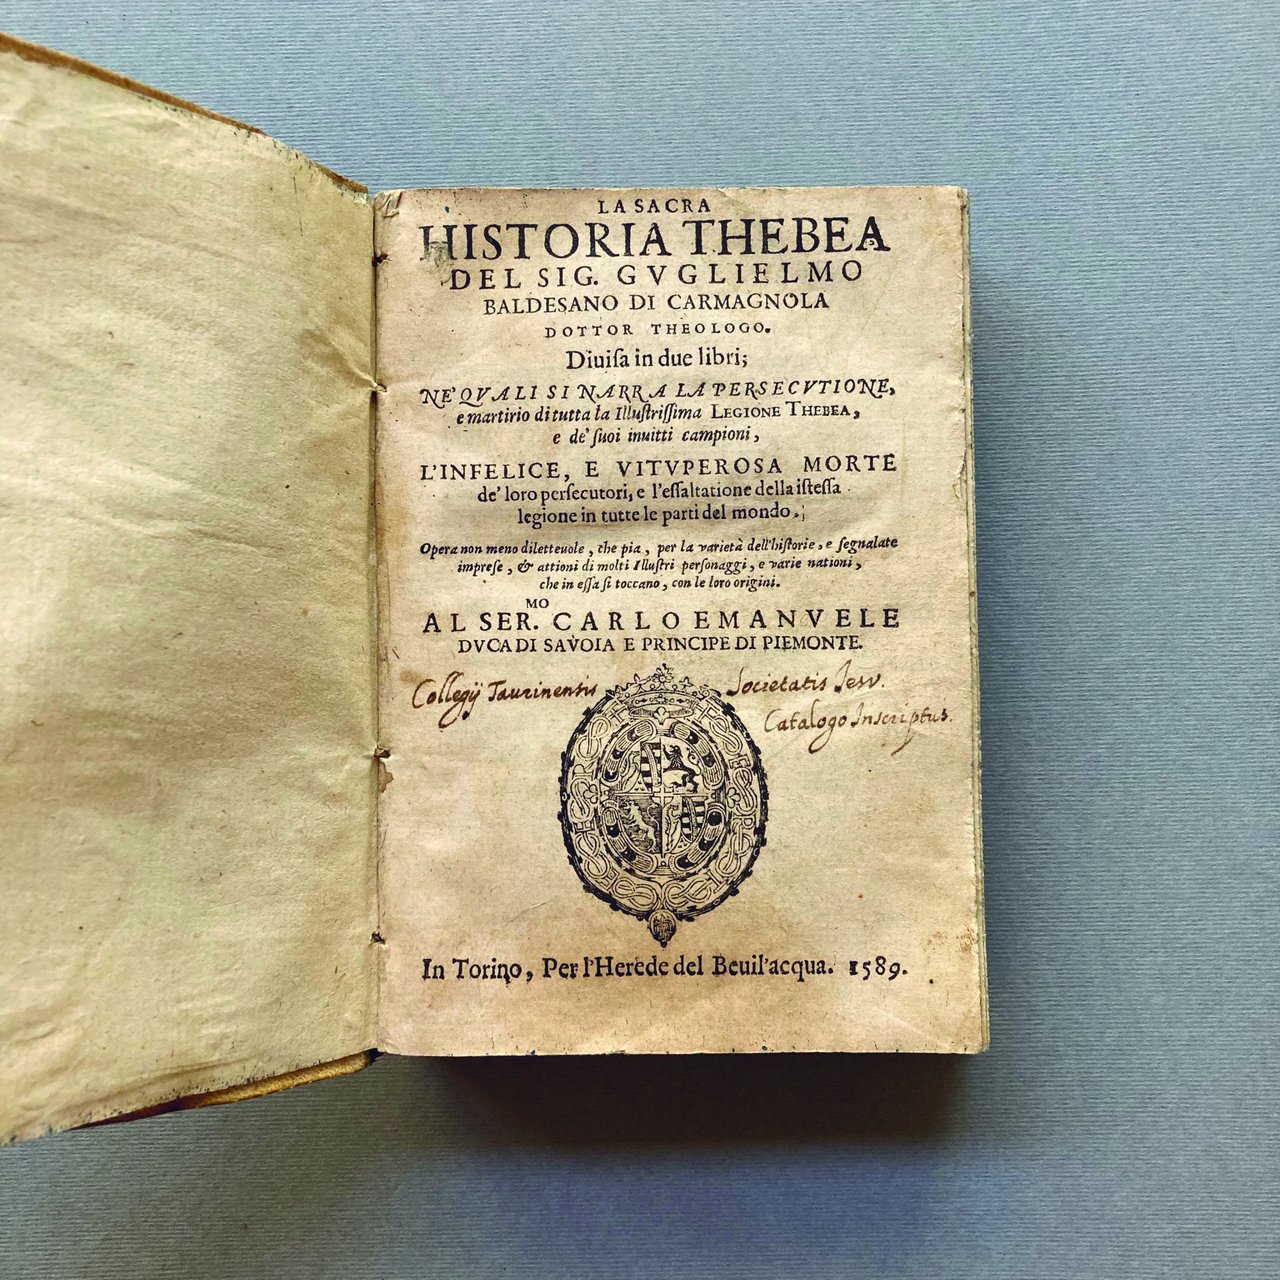 LA SACRA
HISTORIA THEBEA
DEL SIG. GVGLIELMO
BALDESANO DI CARMAGNOLA
DOTTOR THEOLOGO.
Diuiſa in due libri;
NE' QVALI SI NARRA LA PERSECVTIONE,
e martirio di tutta la Illuſtriſſima LEGIONE THEBEA,
e de' ſuoi inuitti campioni,
L'INFELICE, E VITVPEROSA MORTE
de' loro perſecutori, e l'eſſaltatione della iſteſſa
legione in tutte le parti del mondo.;
Opera non meno diletteuole, che pia, per la varietà dell'hiſtorie, e ſegnalate
impreſe, & attioni di molti Illuſtri perſonaggi, e varie nationi,
che in eſſa ſi toccano, con le loro origini.
AL SER.MO CARLO EMANVELE
DVCA DI SAVOIA E PRINCIPE DI PIEMONTE.
Collegij Taurinensis Societatis Jesv.
Catalogo Inscriptus.
In Torino, Per l'Herede del Beuil'acqua. 1589.